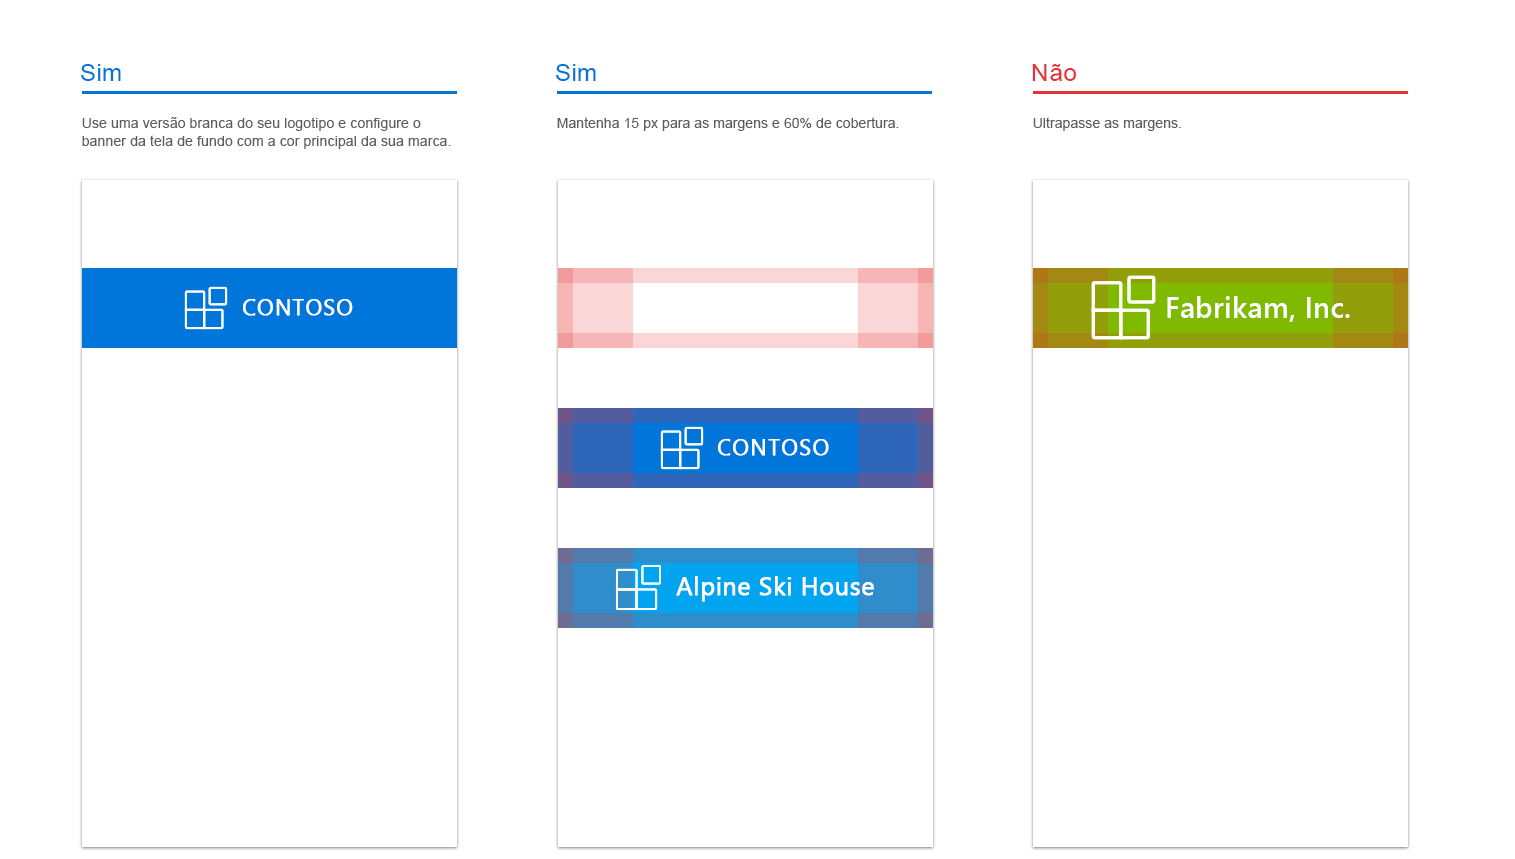 Sim
Use uma versão branca do seu logotipo e configure o
banner da tela de fundo com a cor principal da sua marca.
CONTOSO
Sim
Mantenha 15 px para as margens e 60% de cobertura.
CONTOSO
Alpine Ski House
Não
Ultrapasse as margens.
Fabrikam, Inc.